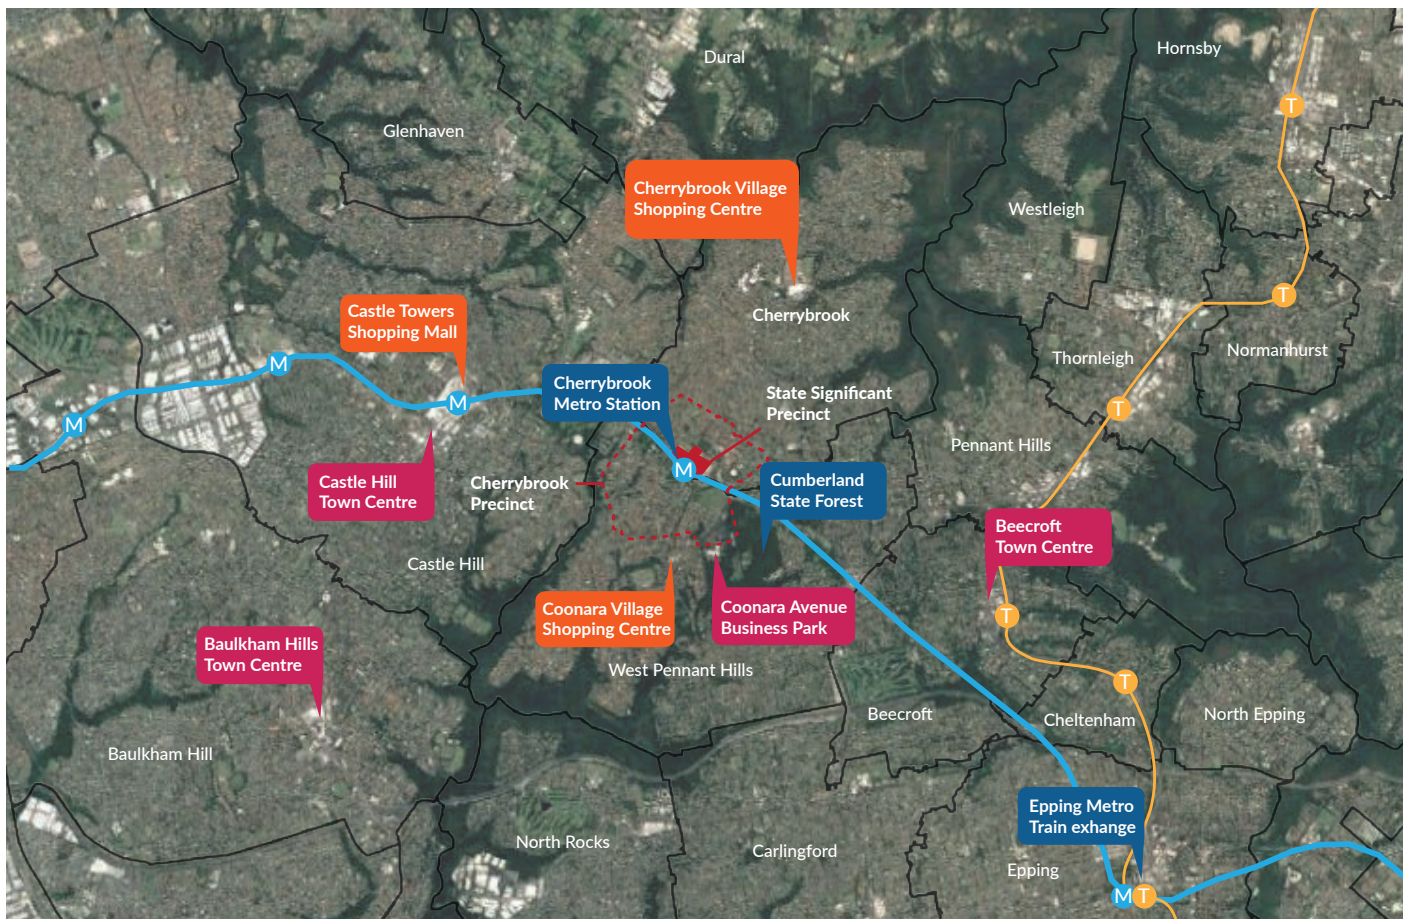 Dural
Hornsby
T
Glenhaven
Cherrybrook Village
Shopping Centre
Westleigh
T
Castle Towers
Shopping Mall
Cherrybrook
Thornleigh
Normanhurst
M
Cherrybrook
Metro Station
State Significant
Precinct
M
T
M
Pennant Hills
M
Castle Hill
Town Centre
Cherrybrook
Precinct
Cumberland
State Forest
Beecroft
Town Centre
Castle Hill
Coonara Village
Shopping Centre
Coonara Avenue
Business Park
T
Baulkham Hills
Town Centre
West Pennant Hills
T
Beecroft
Cheltenham
North Epping
Baulkham Hill
Epping Metro
Train exhange
North Rocks
Carlingford
Epping
M
T